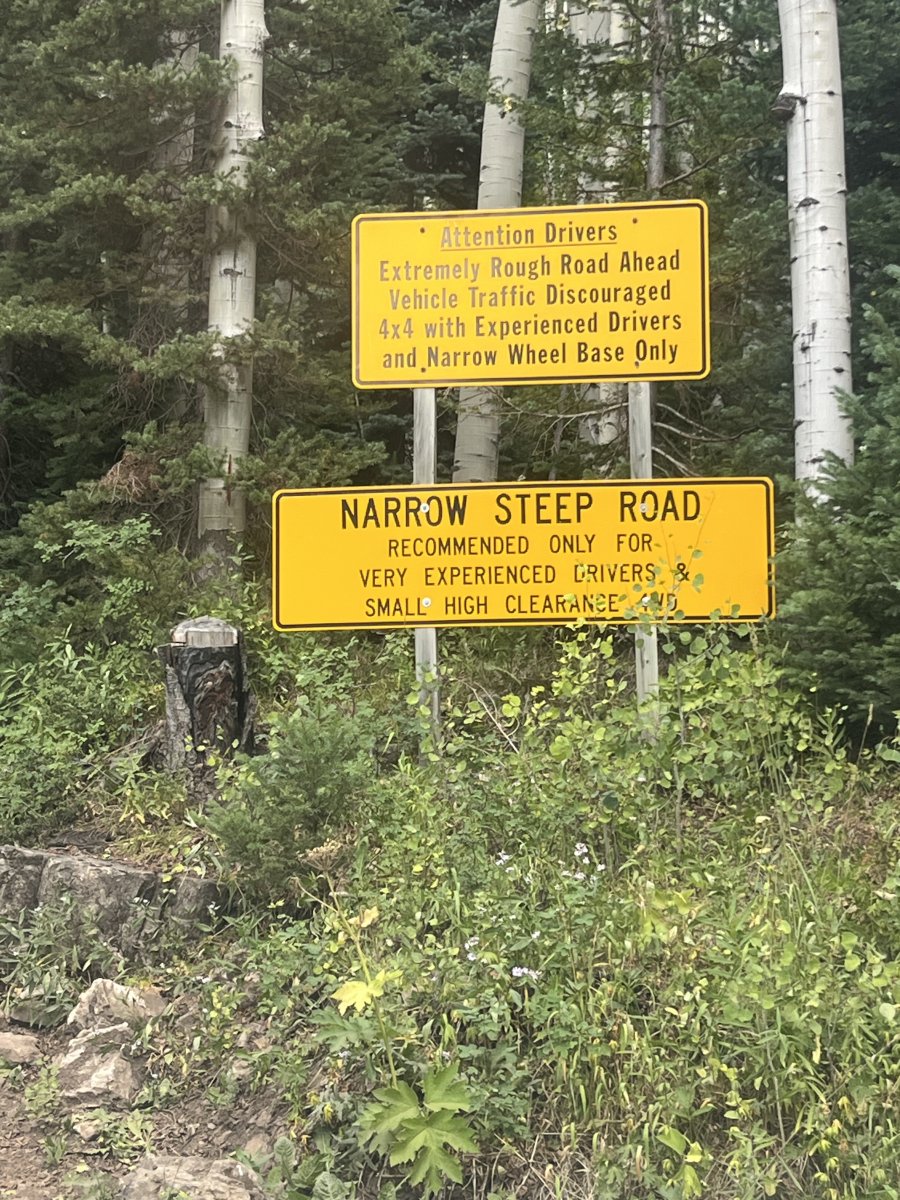 Attention Drivers
Extremely Rough Road Ahead
Vehicle Traffic Discouraged
4x4 with Experienced Drivers
and Narrow Wheel Base Only
NARROW STEEP ROAD
RECOMMENDED ONLY FOR
VERY EXPERIENCED DRIVERS &
SMALL HIGH CLEARANCE